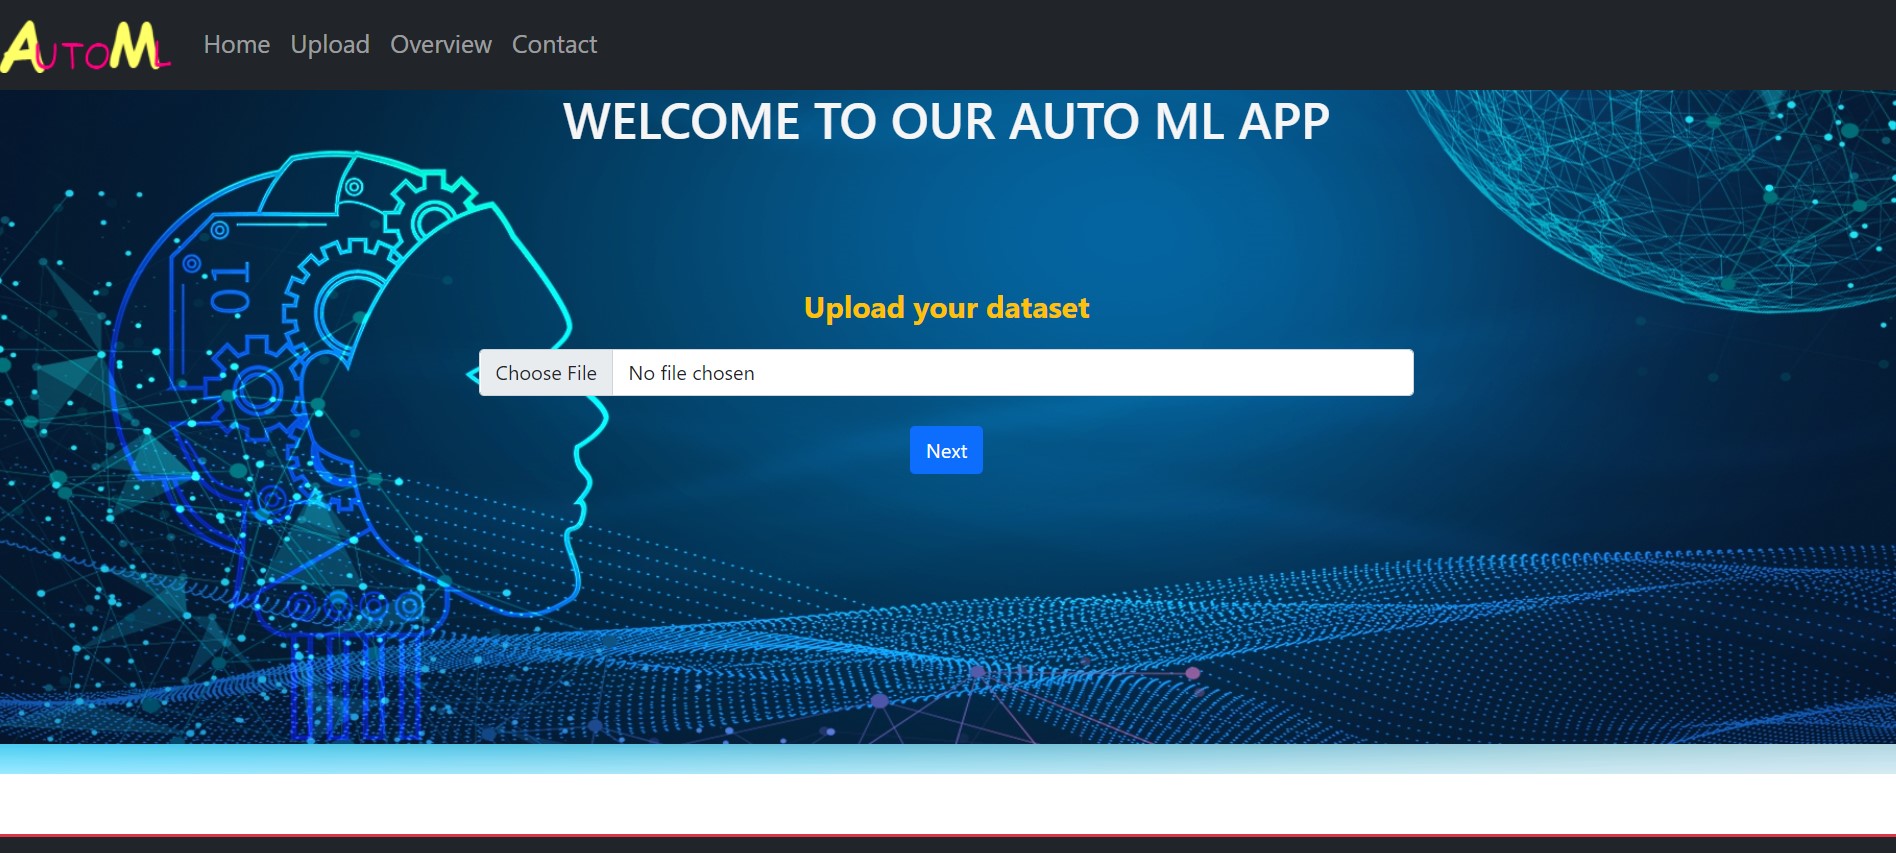 AUTOML
Home Upload Overview Contact
WELCOME TO OUR AUTO ML APP
01
Upload your dataset
Choose File No file chosen
Next